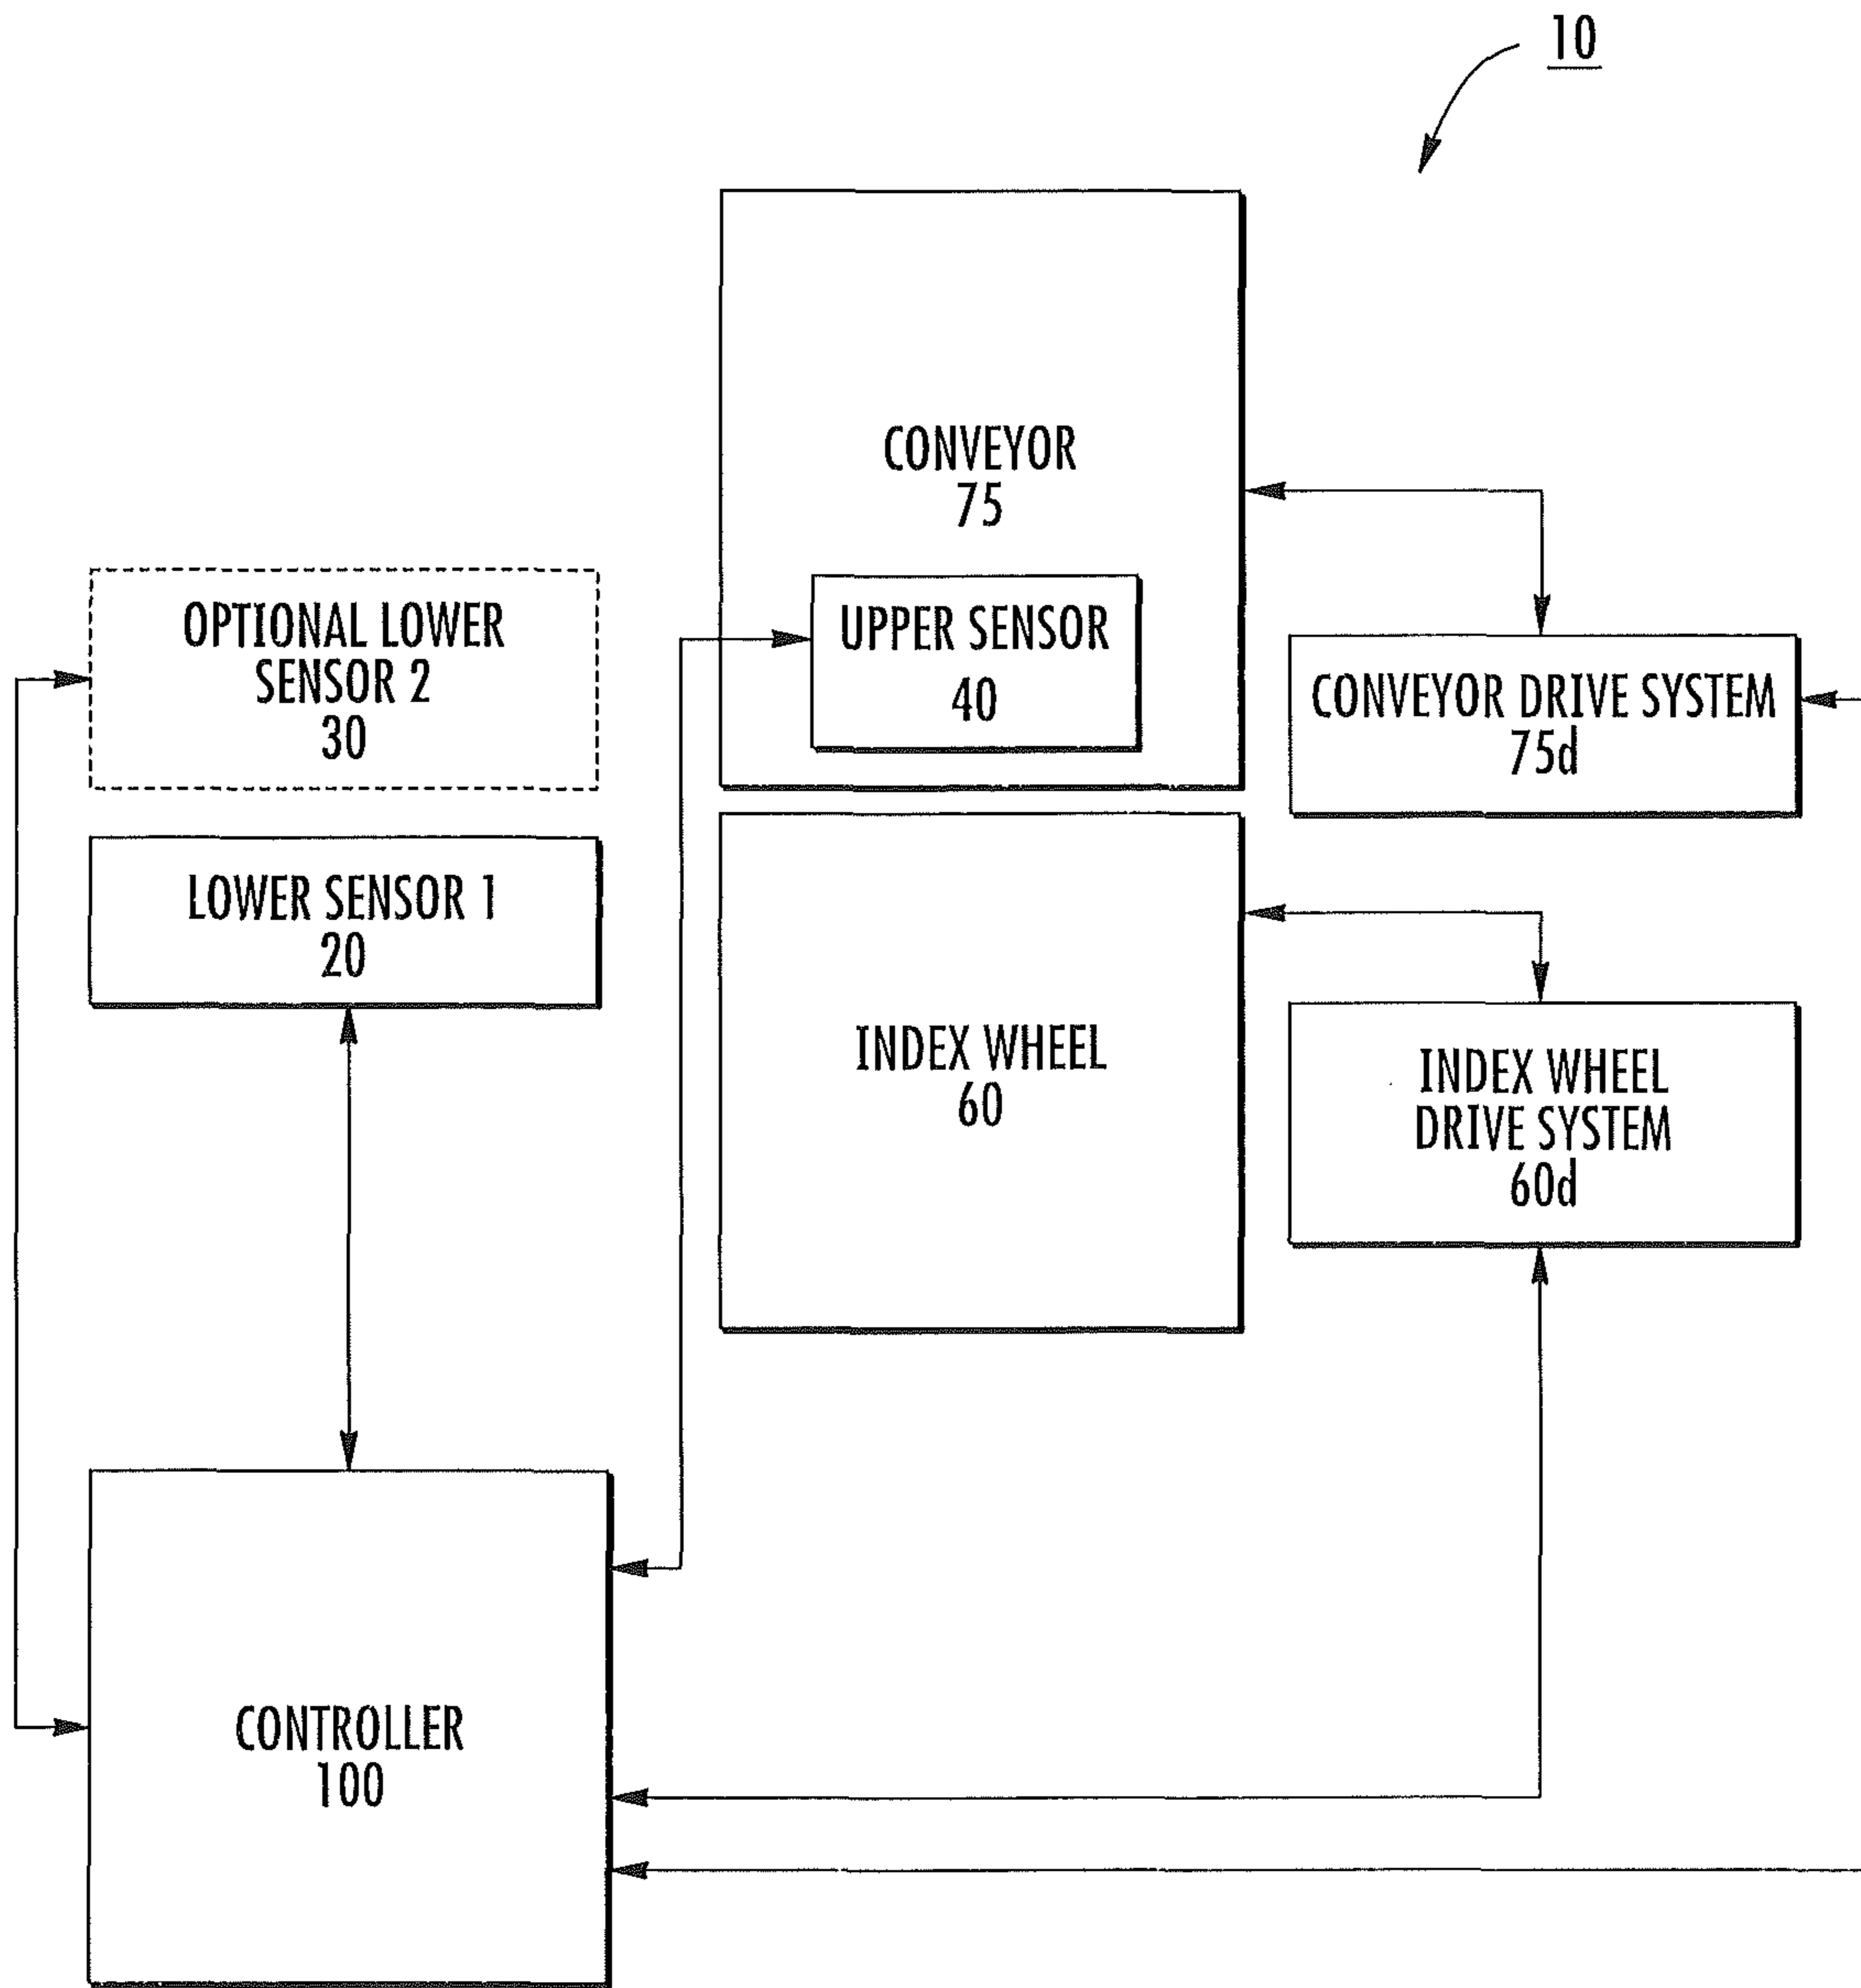 10
CONVEYOR
75
OPTIONAL LOWER
SENSOR 2
30
UPPER SENSOR
40
CONVEYOR DRIVE SYSTEM
75d
LOWER SENSOR 1
20
INDEX WHEEL
60
INDEX WHEEL
DRIVE SYSTEM
60d
CONTROLLER
100